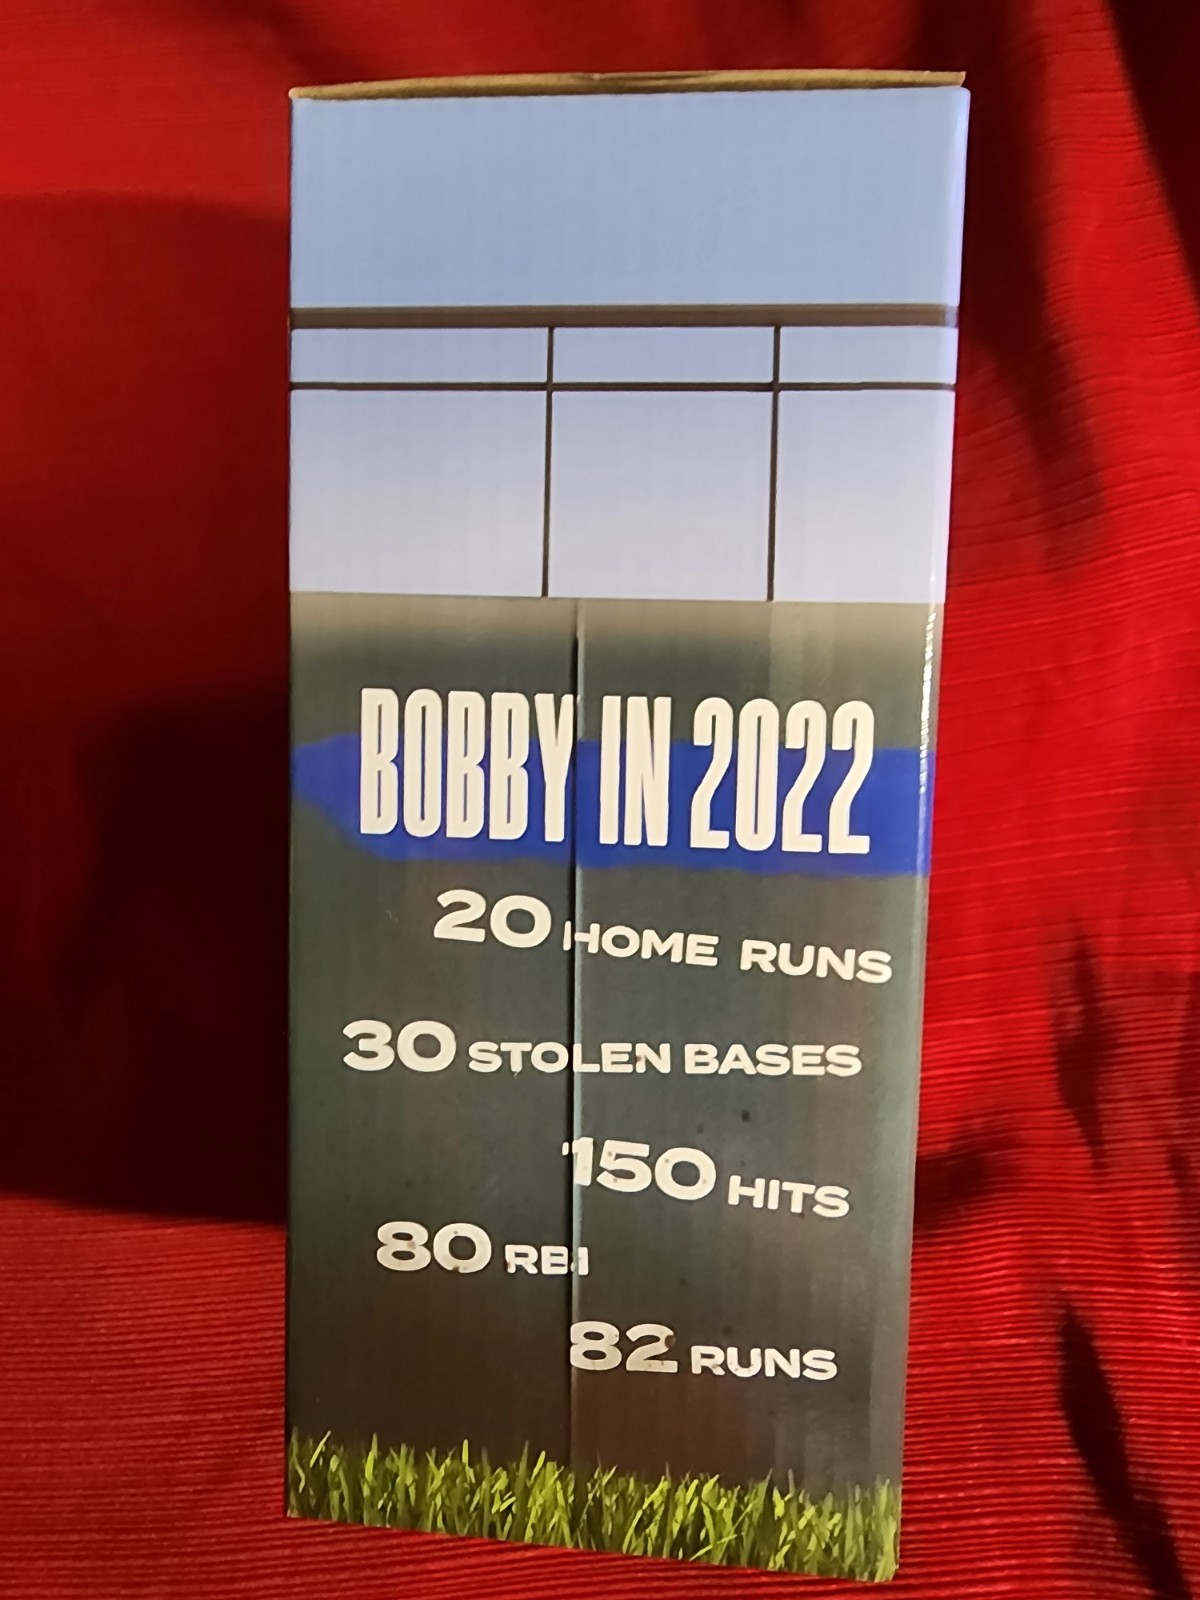 BOBBY IN 2022
20 HOME RUNS
30 STOLEN BASES
150 HITS
80 RBI
82 RUNS